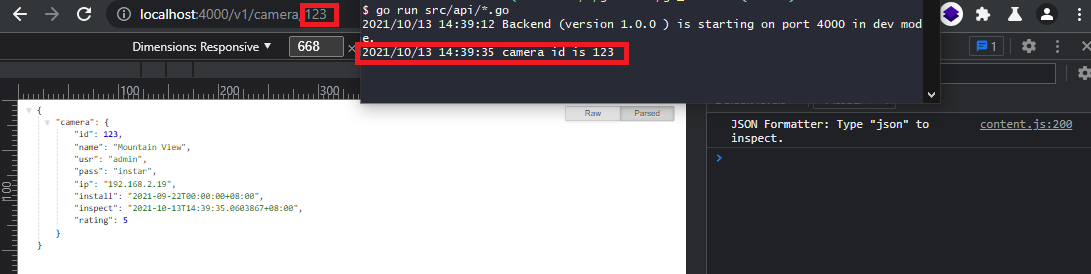 localhost:4000/v1/camera/123
$ go run src/api/*.go
2021/10/13 14:39:12 Backend (version 1.0.0 ) is starting on port 4000 in dev mod
e.
2021/10/13 14:39:35 camera id is 123
Dimensions: Responsive ▼ 668 ×
1
100 200 300
100
Raw Parsed
{
"camera": {
"id": 123,
"name": "Mountain View",
"usr": "admin",
"pass": "instar",
"ip": "192.168.2.19",
"install": "2021-09-22T00:00:00+08:00",
"inspect": "2021-10-13T14:39:35.0603867+08:00",
"rating": 5
}
}
JSON Formatter: Type "json" to content.js:200
inspect.
>